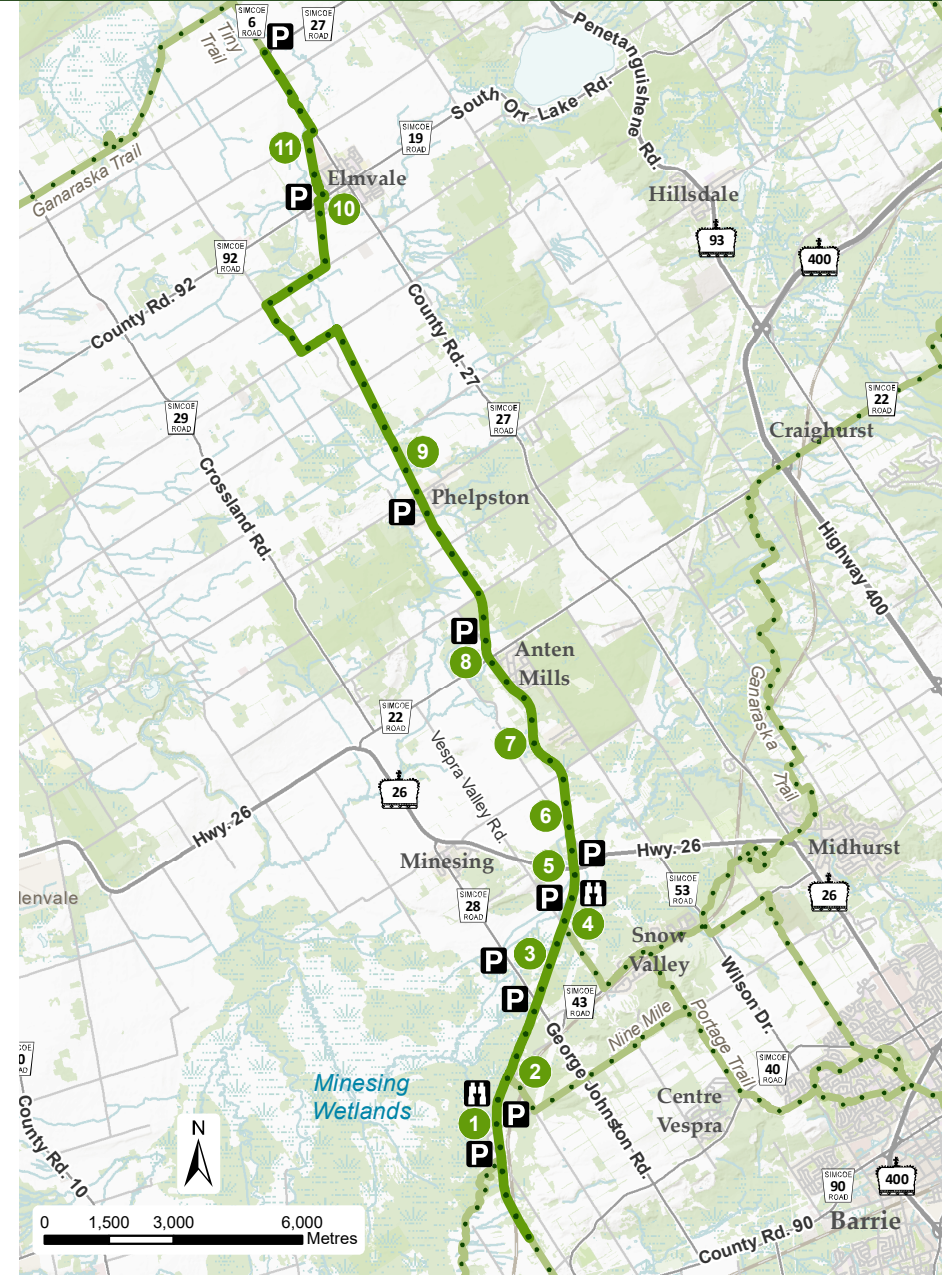 SIMCOE
6
ROAD
SIMCOE
27
ROAD
P
Tiny
Trail
Penetanguishene Rd.
South Orr Lake Rd.
SIMCOE
19
ROAD
11
Ganaraska Trail
Elmvale
P
10
Hillsdale
93
400
SIMCOE
92
ROAD
County Rd. 92
County Rd. 27
SIMCOE
22
ROAD
SIMCOE
29
ROAD
SIMCOE
27
ROAD
Craighurst
9
Crossland Rd.
Phelpston
P
Highway 400
P
8
Anten
Mills
Ganaraska
Trail
SIMCOE
22
ROAD
Vespra Valley Rd.
7
26
6
Hwy. 26
Minesing
P
Hwy. 26
Midhurst
5
lenvale
SIMCOE
28
ROAD
P
SIMCOE
53
ROAD
26
4
Snow
Valley
3
P
Wilson Dr.
P
SIMCOE
43
ROAD
Nine Mile
Portage Trail
George Johnston Rd.
0
ROAD
2
SIMCOE
40
ROAD
Minesing
Wetlands
Centre
Vespra
1
P
County Rd. 10
N
P
SIMCOE
90
ROAD
400
Barrie
County Rd. 90
0
1,500
3,000
6,000
Metres